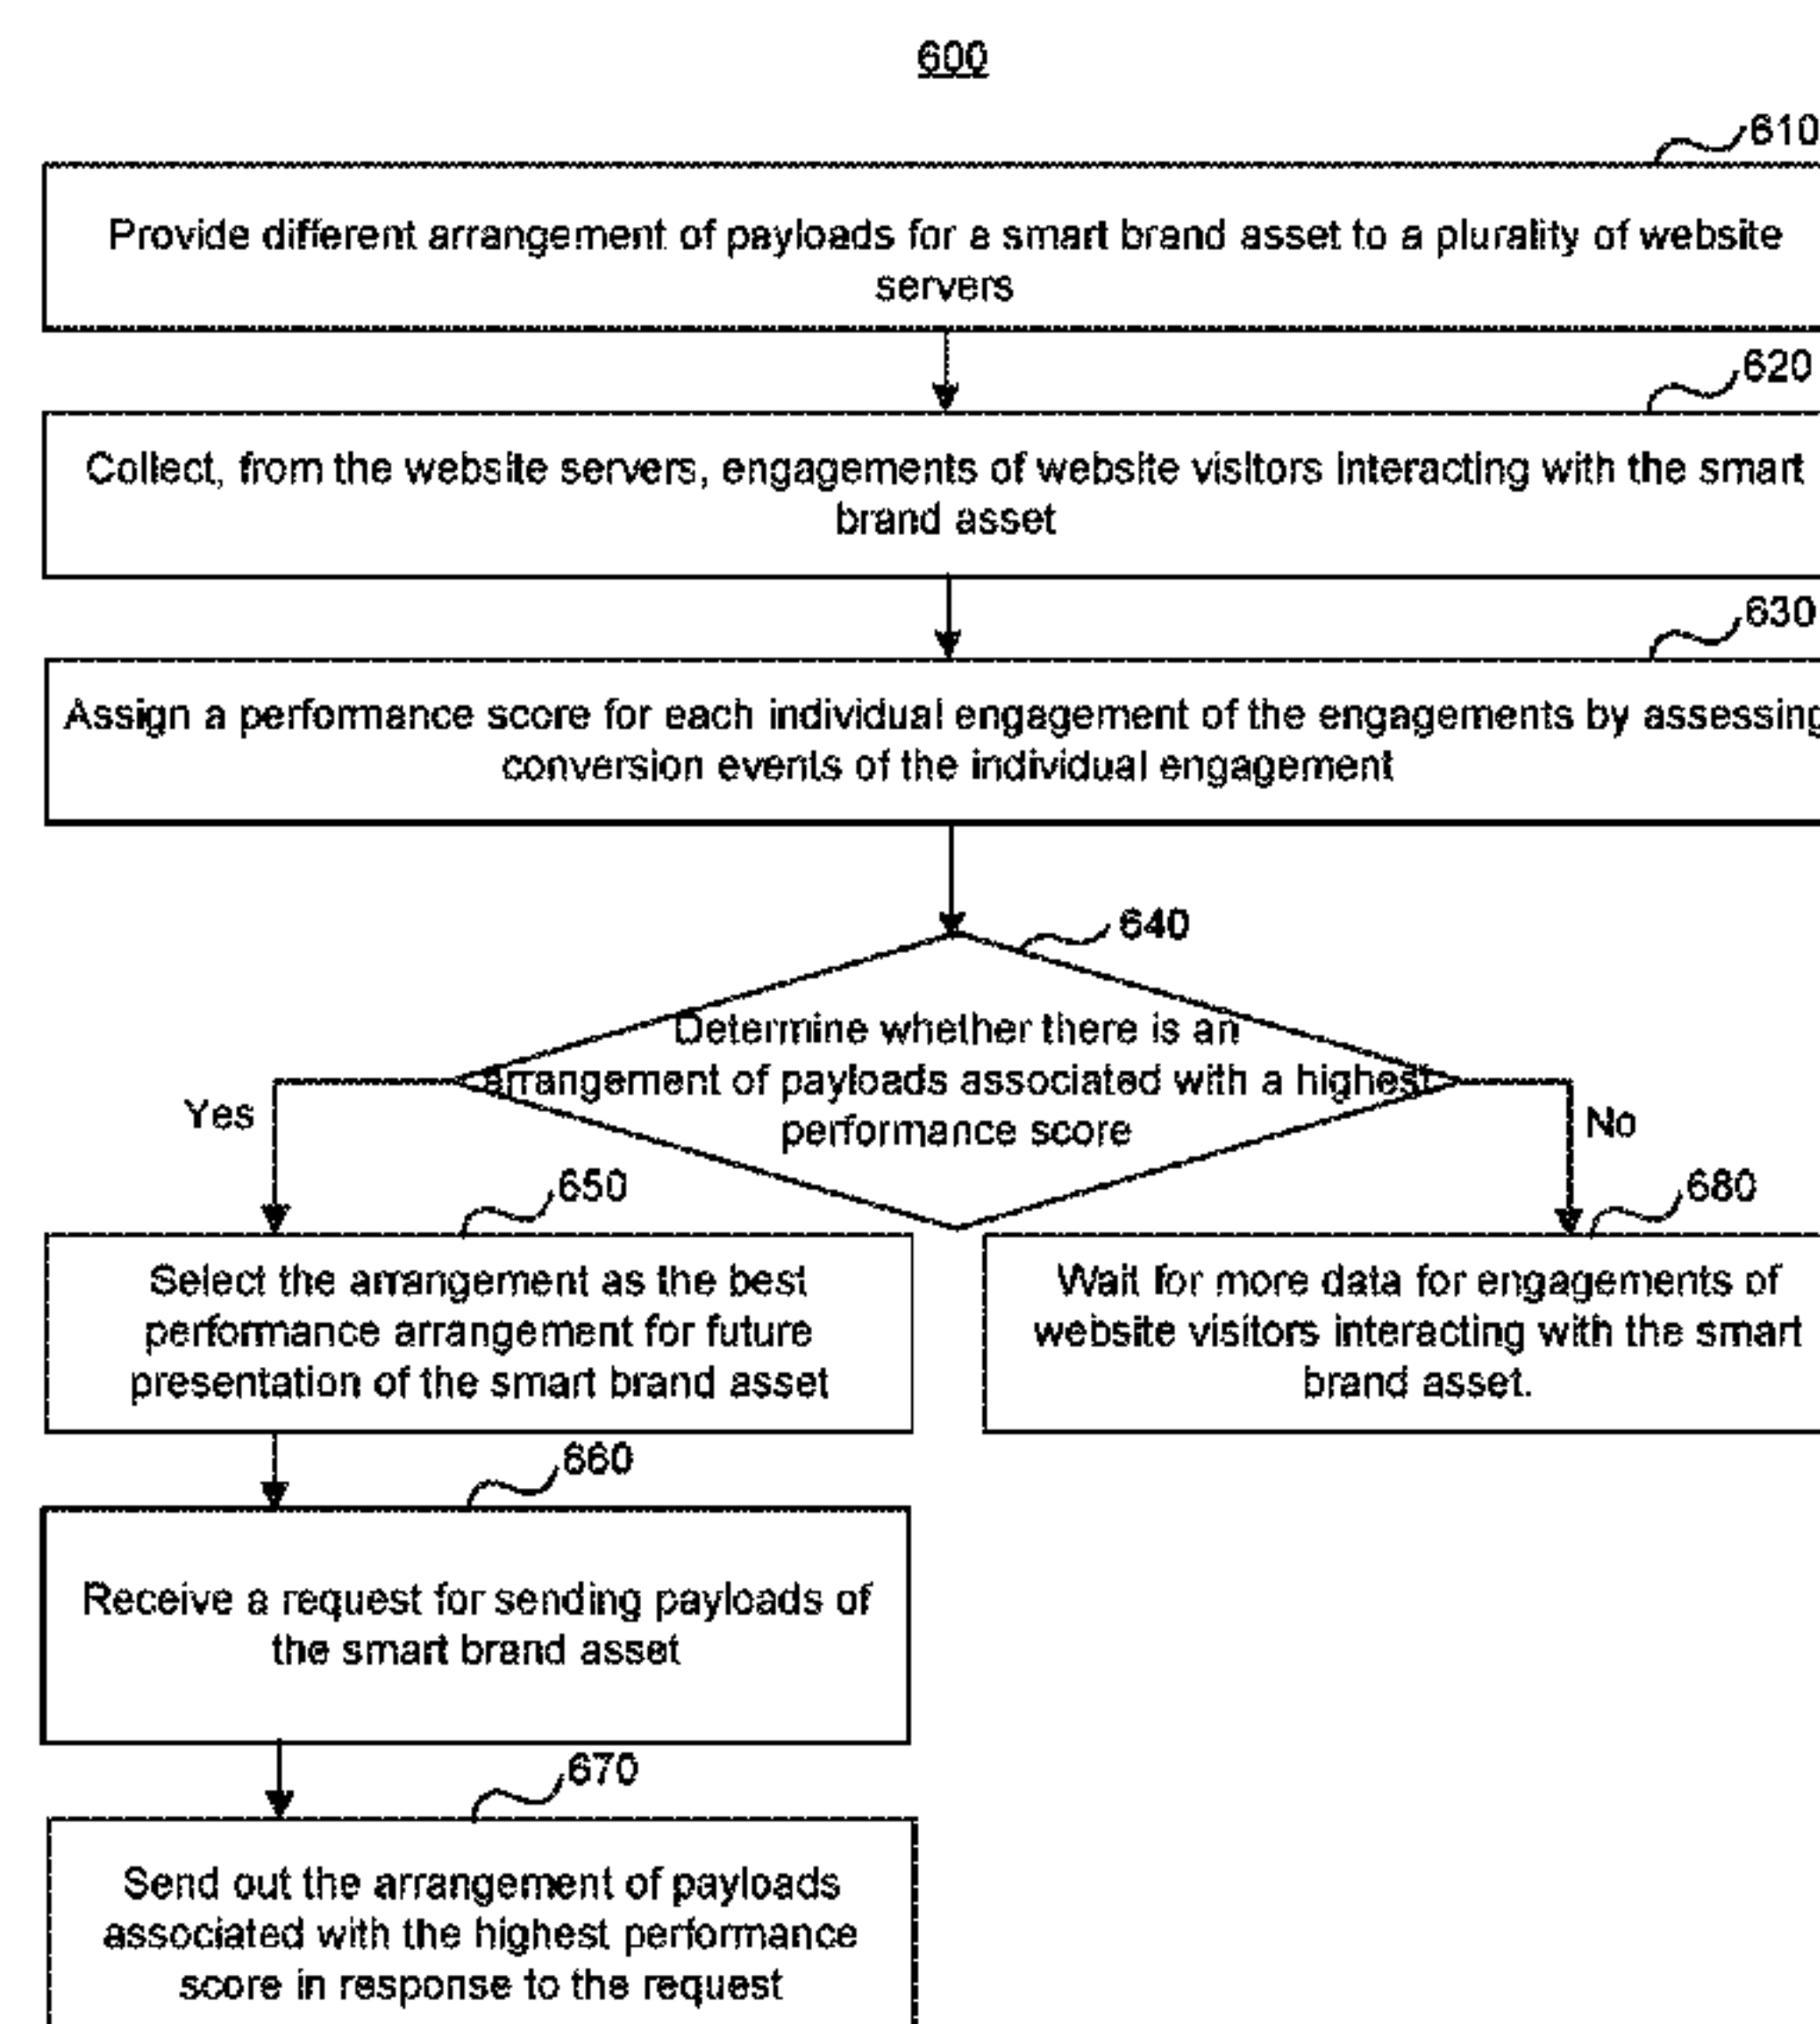 600
610
Provide different arrangement of payloads for a smart brand asset to a plurality of website
servers
620
Collect, from the website servers, engagements of website visitors interacting with the smart
brand asset
630
Assign a performance score for each individual engagement of the engagements by assessing
conversion events of the individual engagement
640
Determine whether there is an
arrangement of payloads associated with a highest
performance score
Yes
No
650
680
Select the arrangement as the best
performance arrangement for future
presentation of the smart brand asset
Wait for more data for engagements of
website visitors interacting with the smart
brand asset.
660
Receive a request for sending payloads of
the smart brand asset
670
Send out the arrangement of payloads
associated with the highest performance
score in response to the request